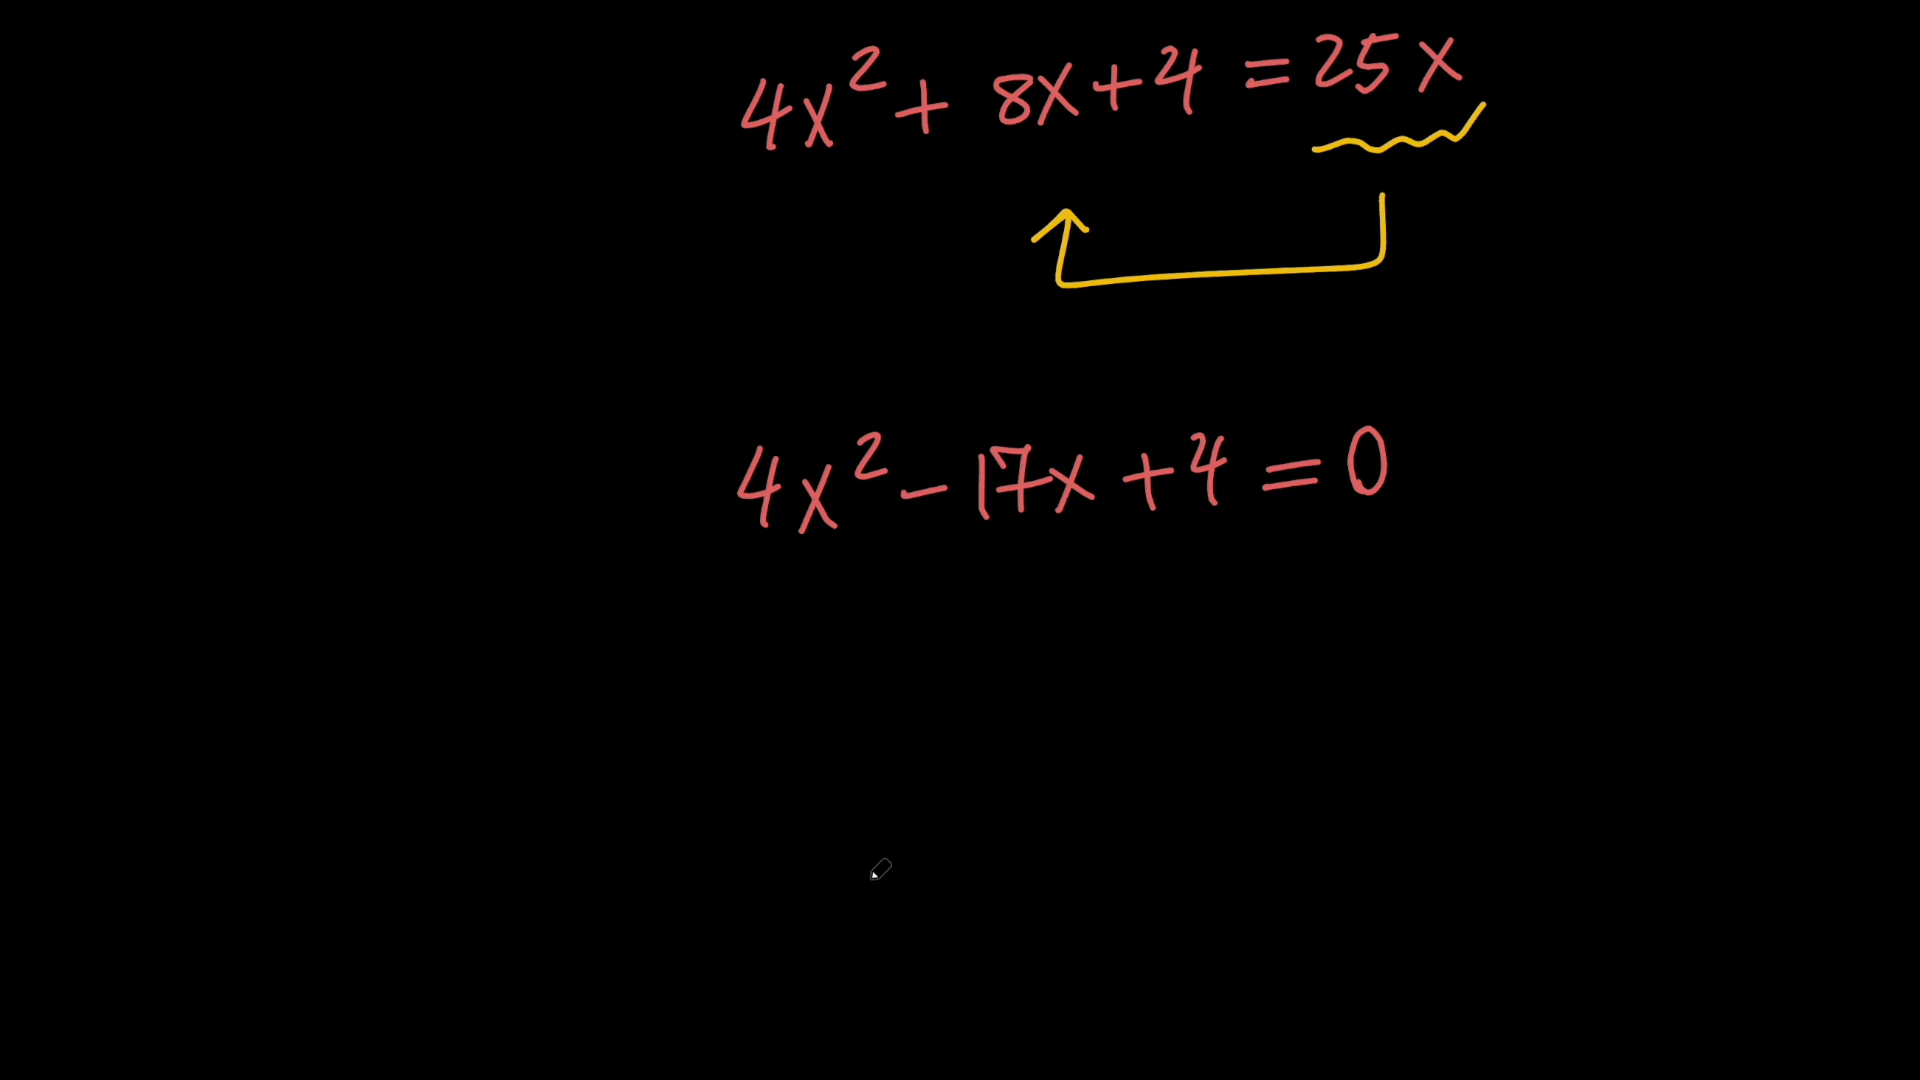 4x² + 8x + 4 = 25x
4x² - 17x + 4 = 0